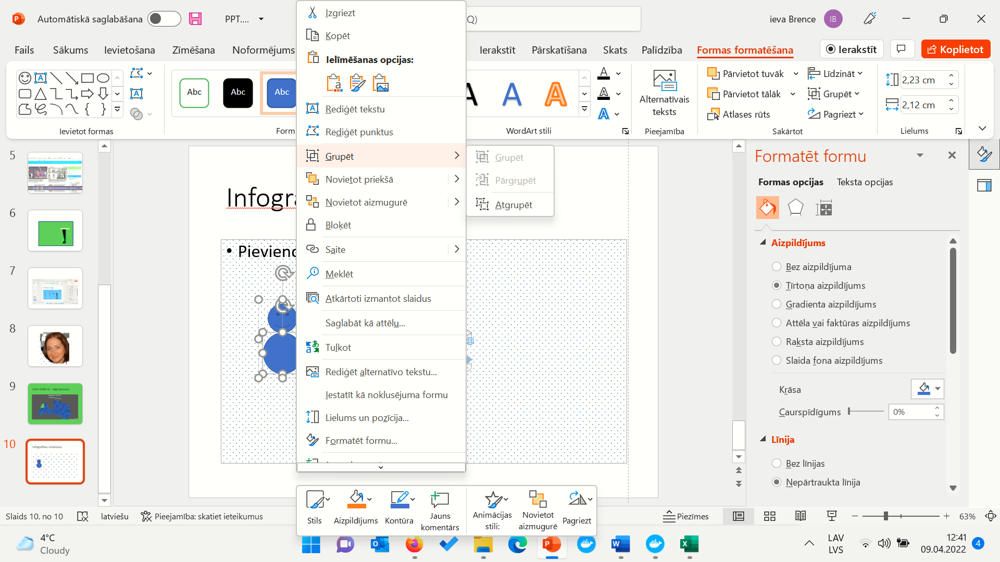 Automātiskā saglabāšana
PPT....
Q)
ieva Brence
IB
Fails
Sākums
Ievietošana
Zīmēšana
Noformējums
Ierakstīt
Pārskatīšana
Skats
Palīdzība
Formas formatēšana
Ierakstīt
Koplietot
Ievietot formas
Abc
Abc
Abc
Form
WordArt stili
Alternatīvais
teksts
Pieejamība
Pārvietot tuvāk
Pārvietot tālāk
Atlases rūts
Līdzināt
Grupēt
Pagriezt
Sakārtot
2,23 cm
2,12 cm
Lielums
Izgriezt
Kopēt
Ielīmēšanas opcijas:
Rediģēt tekstu
Rediģēt punktus
Grupēt
Novietot priekšā
Novietot aizmugurē
Bloķēt
Saite
Meklēt
Atkārtoti izmantot slaidus
Saglabāt kā attēlu...
Tulkot
Rediģēt alternatīvo tekstu...
Iestatīt kā noklusējuma formu
Lielums un pozīcija...
Formatēt formu...
Grupēt
Pārgrupēt
Atgrupēt
5
6
7
8
9
Cntr+Shift+G - atgrupēšana
10
Infografikas veidošana
Infogra
• Pievieno
Formatēt formu
Formas opcijas
Teksta opcijas
Aizpildījums
Bez aizpildījuma
Tīrtoņa aizpildījums
Gradienta aizpildījums
Attēla vai faktūras aizpildījums
Raksta aizpildījums
Slaida fona aizpildījums
Krāsa
Caurspīdīgums
0%
Līnija
Bez līnijas
Nepārtraukta līnija
Stils
Aizpildījums
Kontūra
Jauns
komentārs
Animācijas
stili:
Novietot
aizmugurē
Pagriezt
Slaids 10. no 10
latviešu
Pieejamība: skatiet ieteikumus
Piezīmes
63%
4°C
Cloudy
LAV
LVS
12:41
09.04.2022
4